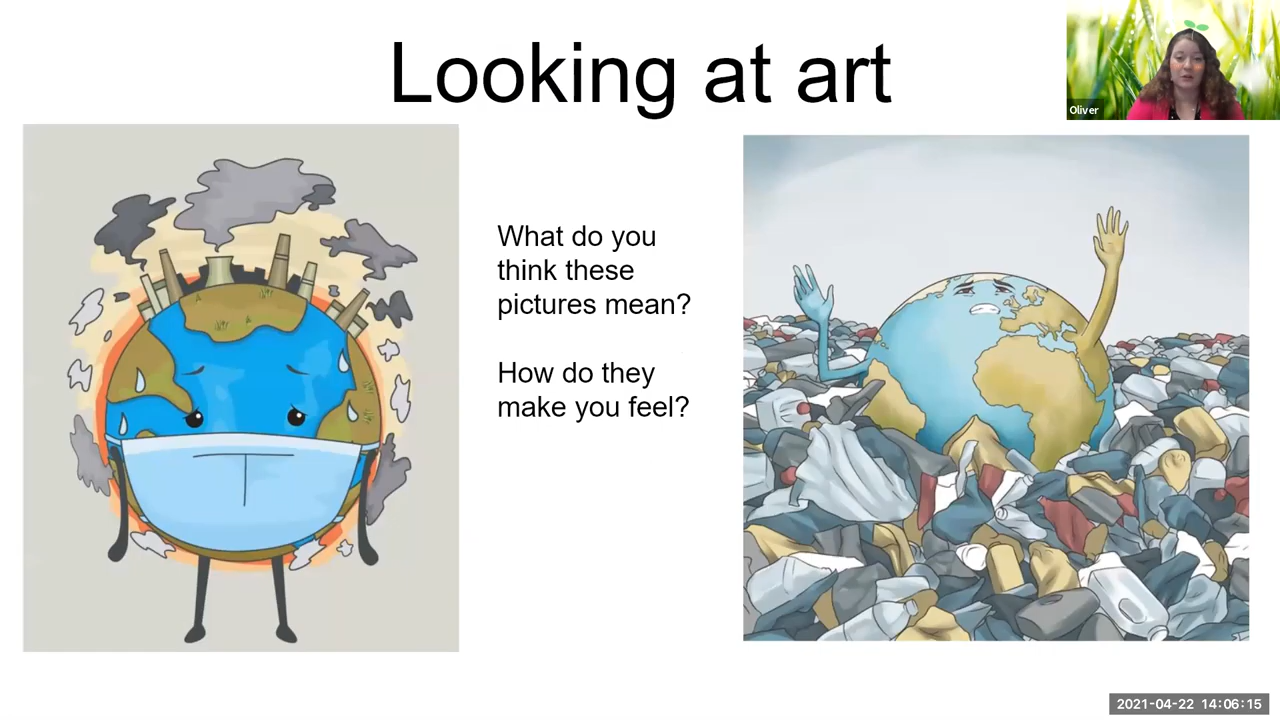 Looking at art
Oliver
What do you
think these
pictures mean?
How do they
make you feel?
2021-04-22 14:06:15